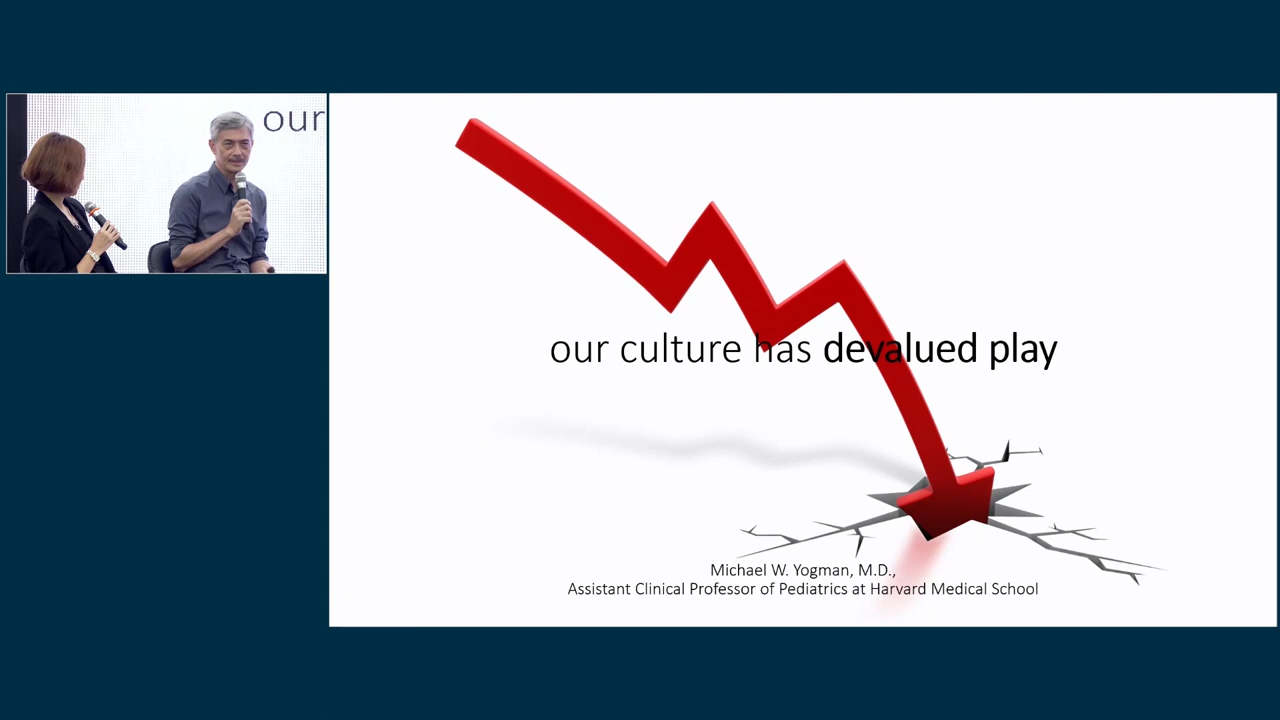 our
our culture has devalued play
Michael W. Yogman, M.D.,
Assistant Clinical Professor of Pediatrics at Harvard Medical School